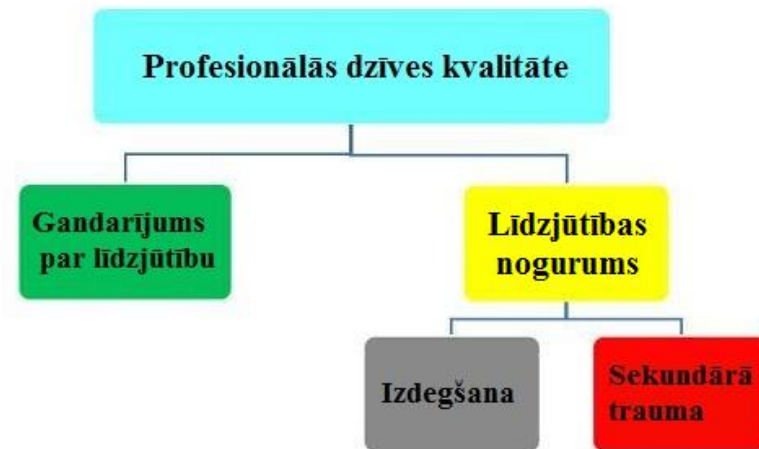 Profesionālās dzīves kvalitāte
Gandarījums
par līdzjūtību
Līdzjūtības
nogurums
Izdegšana
Sekundārā
trauma